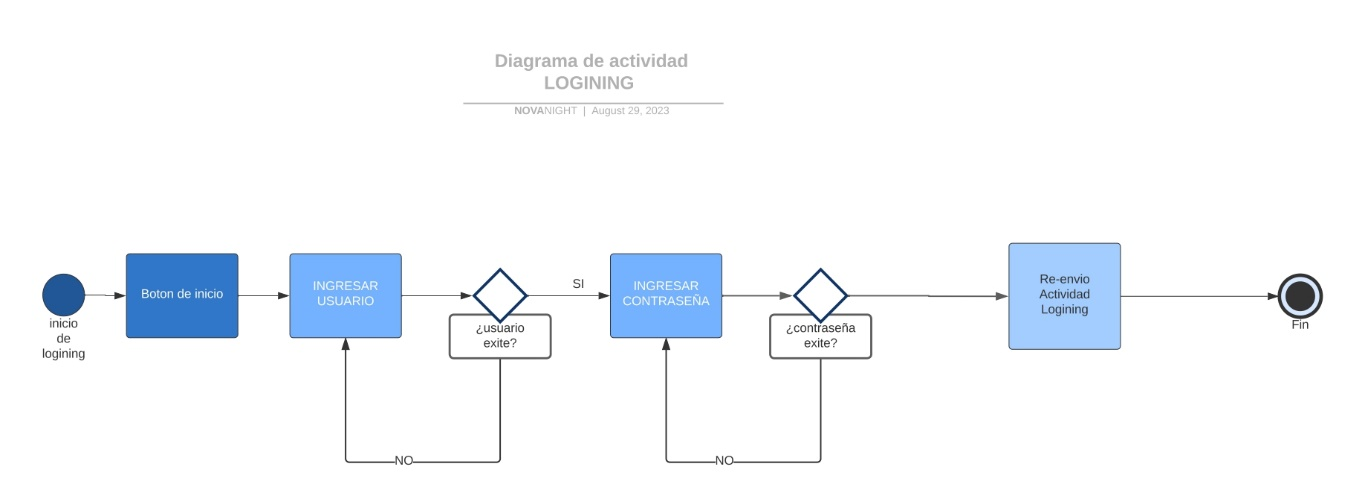 Diagrama de actividad
LOGINING
NOVANIGHT | August 29, 2023
inicio
de
logining
Boton de inicio
INGRESAR
USUARIO
¿usuario
exite?
SI
NO
INGRESAR
CONTRASEÑA
¿contraseña
exite?
NO
Re-envio
Actividad
Logining
Fin